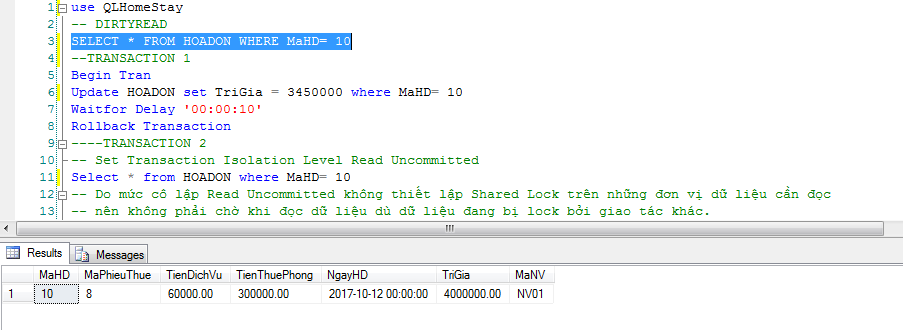 1 use QLHomeStay
2 -- DIRTYREAD
3 SELECT * FROM HOADON WHERE MaHD= 10
4 --TRANSACTION 1
5 Begin Tran
6 Update HOADON set TriGia = 3450000 where MaHD= 10
7 Waitfor Delay '00:00:10'
8 Rollback Transaction
9 ----TRANSACTION 2
10 -- Set Transaction Isolation Level Read Uncommitted
11 Select * from HOADON where MaHD= 10
12 -- Do mức cô lập Read Uncommitted không thiết lập Shared Lock trên những đơn vị dữ liệu cần đọc
13 -- nên không phải chờ khi đọc dữ liệu dù dữ liệu đang bị lock bởi giao tác khác.
Results Messages
MaHD MaPhieuThue TienDichVu TienThuePhong NgayHD TriGia MaNV
1 10 8 60000.00 300000.00 2017-10-12 00:00:00 4000000.00 NV01